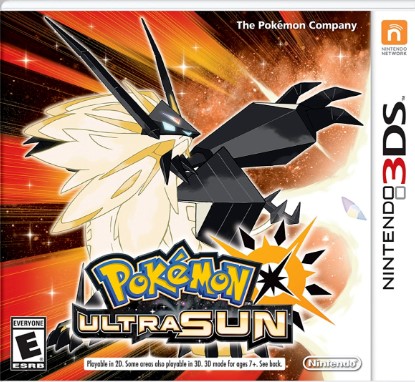 The Pokémon Company
NINTENDO
NETWORK
NINTENDO 3DS
POKÉMON
ULTRA SUN
EVERYONE
E
ESRB
Playable in 2D. Some areas also playable in 3D. 3D mode for ages 7+. See back.
Nintendo